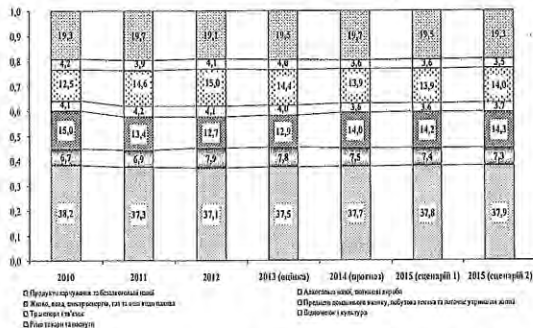 1,0
0,9
0,8
0,7
0,6
0,5
0,4
0,3
0,2
0,1
0,0
19,3 19,7 19,1 19,5 19,7 19,5 19,3
4,2 3,9 4,1 4,0 3,6 3,6 3,5
12,5 14,6 15,0 14,4 13,9 13,9 14,0
4,1 4,2 4,1 4,0 3,6 3,6 3,7
15,0 13,4 12,7 12,9 14,0 14,2 14,3
6,7 6,9 7,9 7,8 7,5 7,4 7,3
38,2 37,3 37,1 37,5 37,7 37,8 37,9
2010 2011 2012 2013 (оцінка) 2014 (прогноз) 2015 (сценарій 1) 2015 (сценарій 2)
Продукти харчування та безалкогольні напої
Алкогольні напої, тютюнові вироби
Житло, вода, електроенергія, газ та інші види палива
Предмети домашнього вжитку, побутова техніка та поточне утримання житла
Транспорт і зв'язок
Відпочинок і культура
Різні товари та послуги